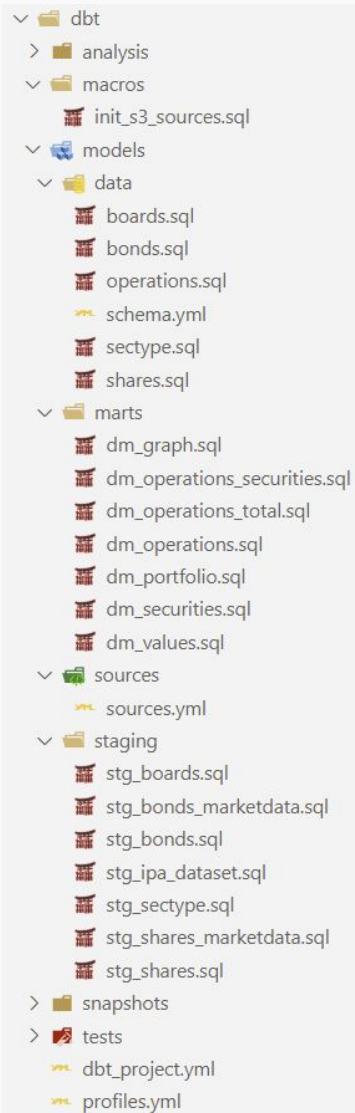 dbt
analysis
macros
init_s3_sources.sql
models
data
boards.sql
bonds.sql
operations.sql
schema.yml
sectype.sql
shares.sql
marts
dm_graph.sql
dm_operations_securities.sql
dm_operations_total.sql
dm_operations.sql
dm_portfolio.sql
dm_securities.sql
dm_values.sql
sources
sources.yml
staging
stg_boards.sql
stg_bonds_marketdata.sql
stg_bonds.sql
stg_ipa_dataset.sql
stg_sectype.sql
stg_shares_marketdata.sql
stg_shares.sql
snapshots
tests
dbt_project.yml
profiles.yml